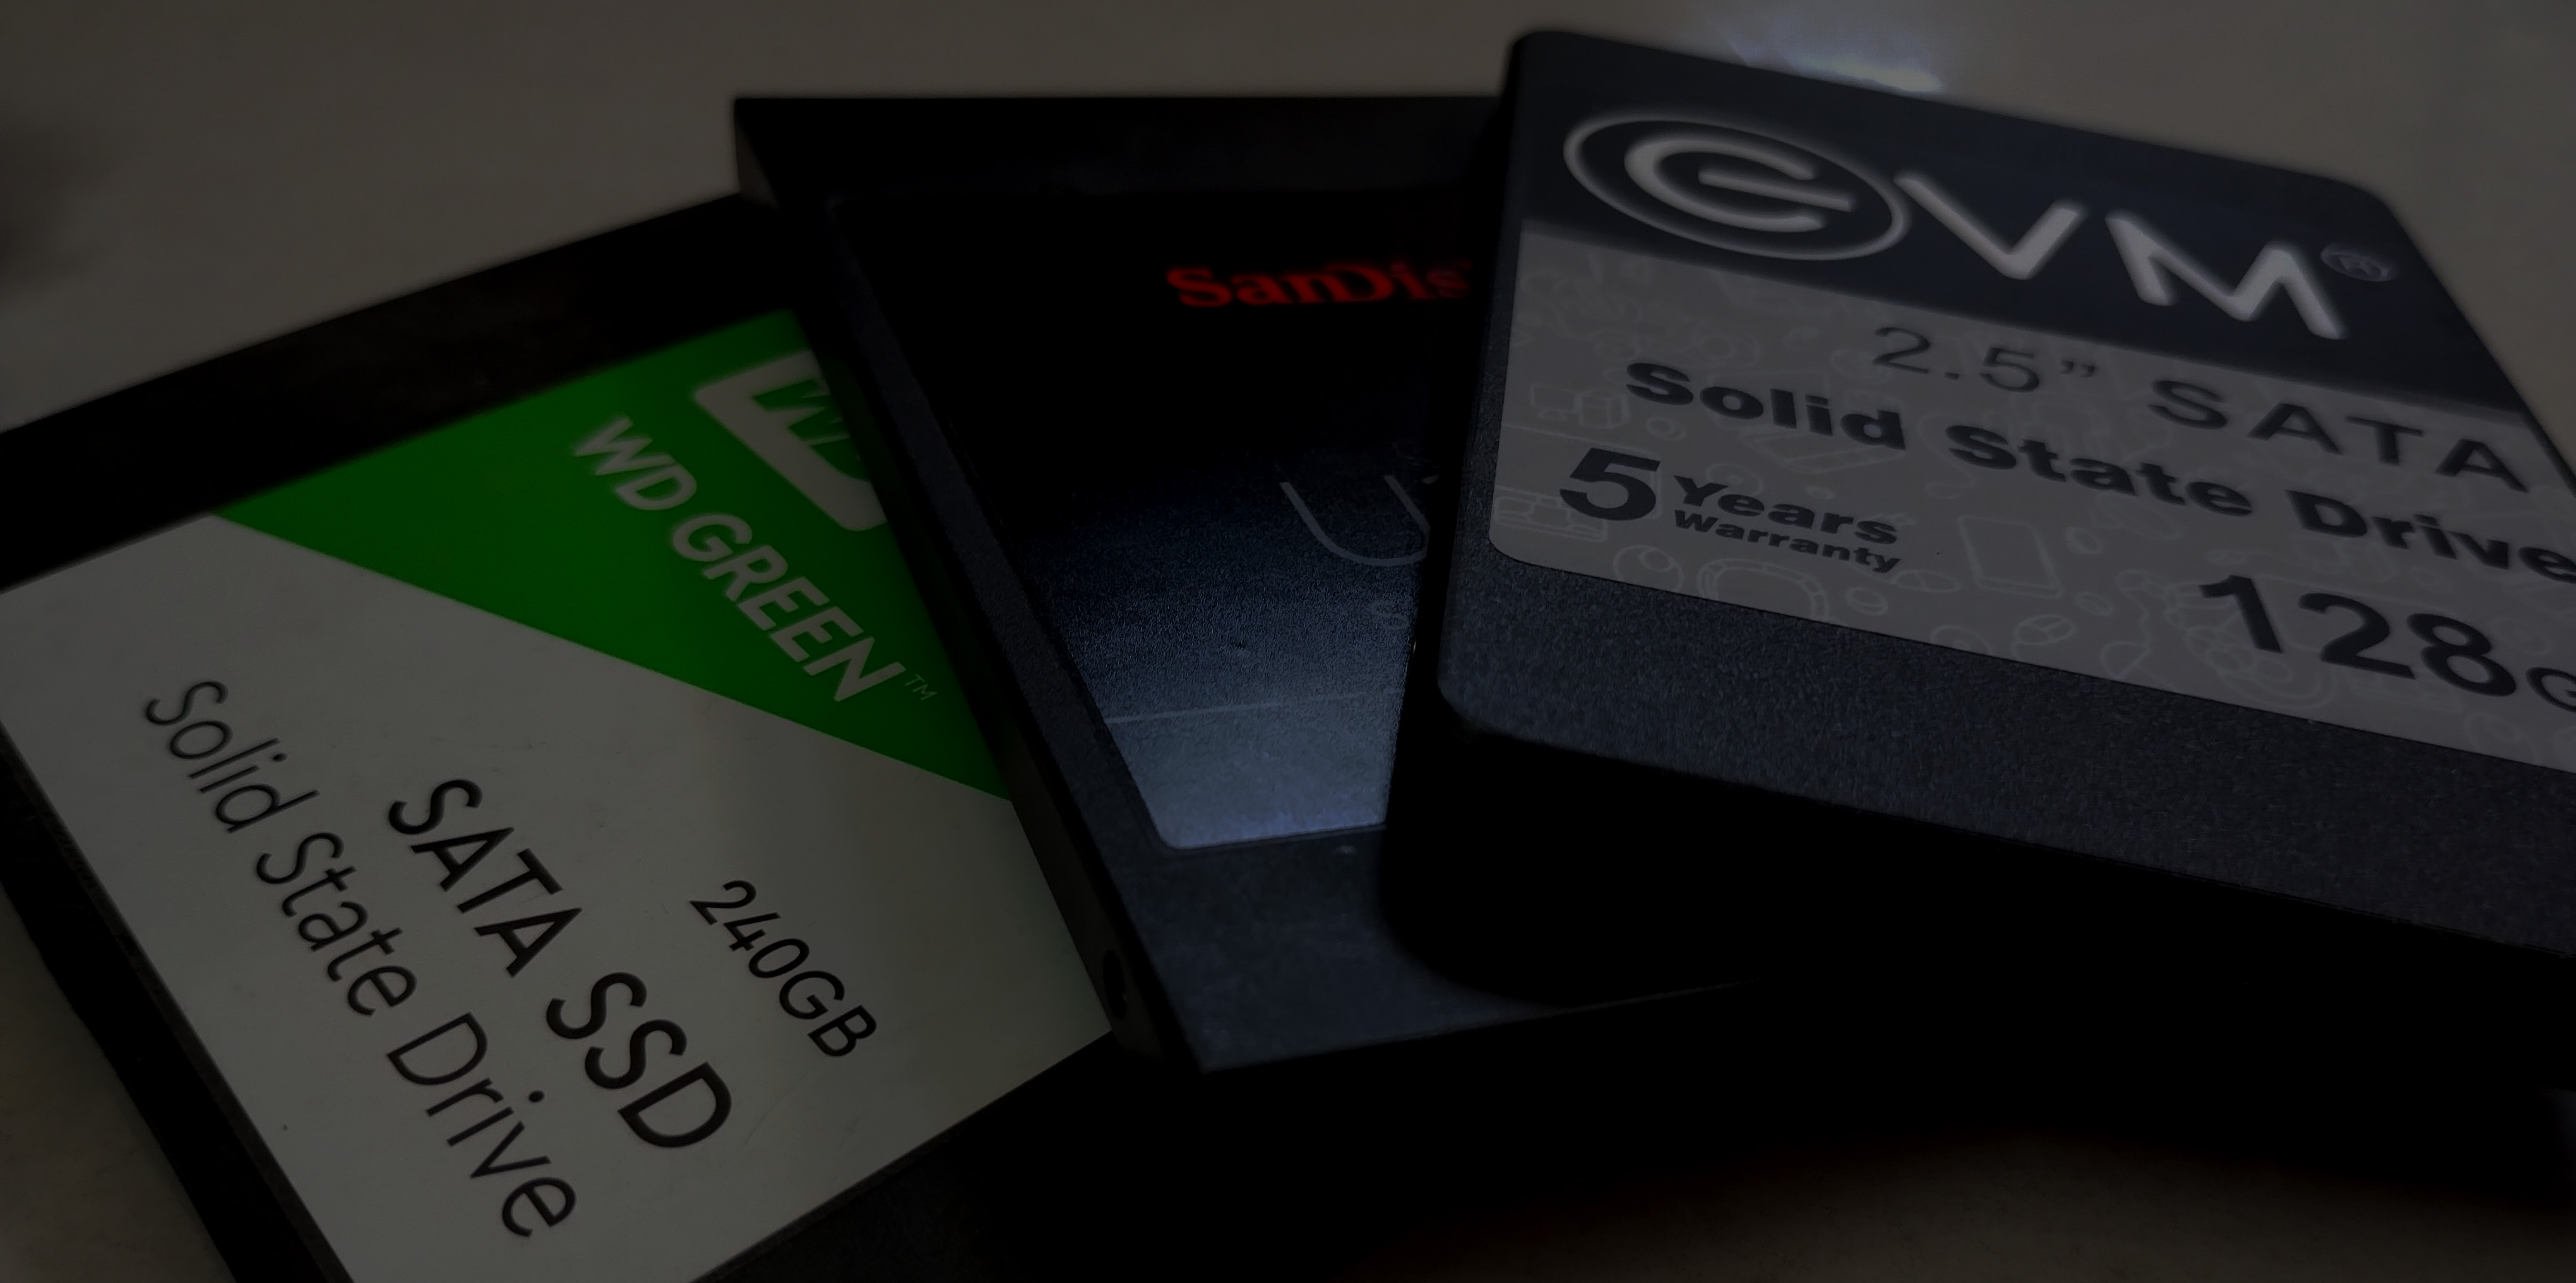 WD
WD GREEN™
240GB
SATA SSD
Solid State Drive
SanDis
U
EVM®
2.5” SATA
Solid State Drive
5 Years
Warranty
128G